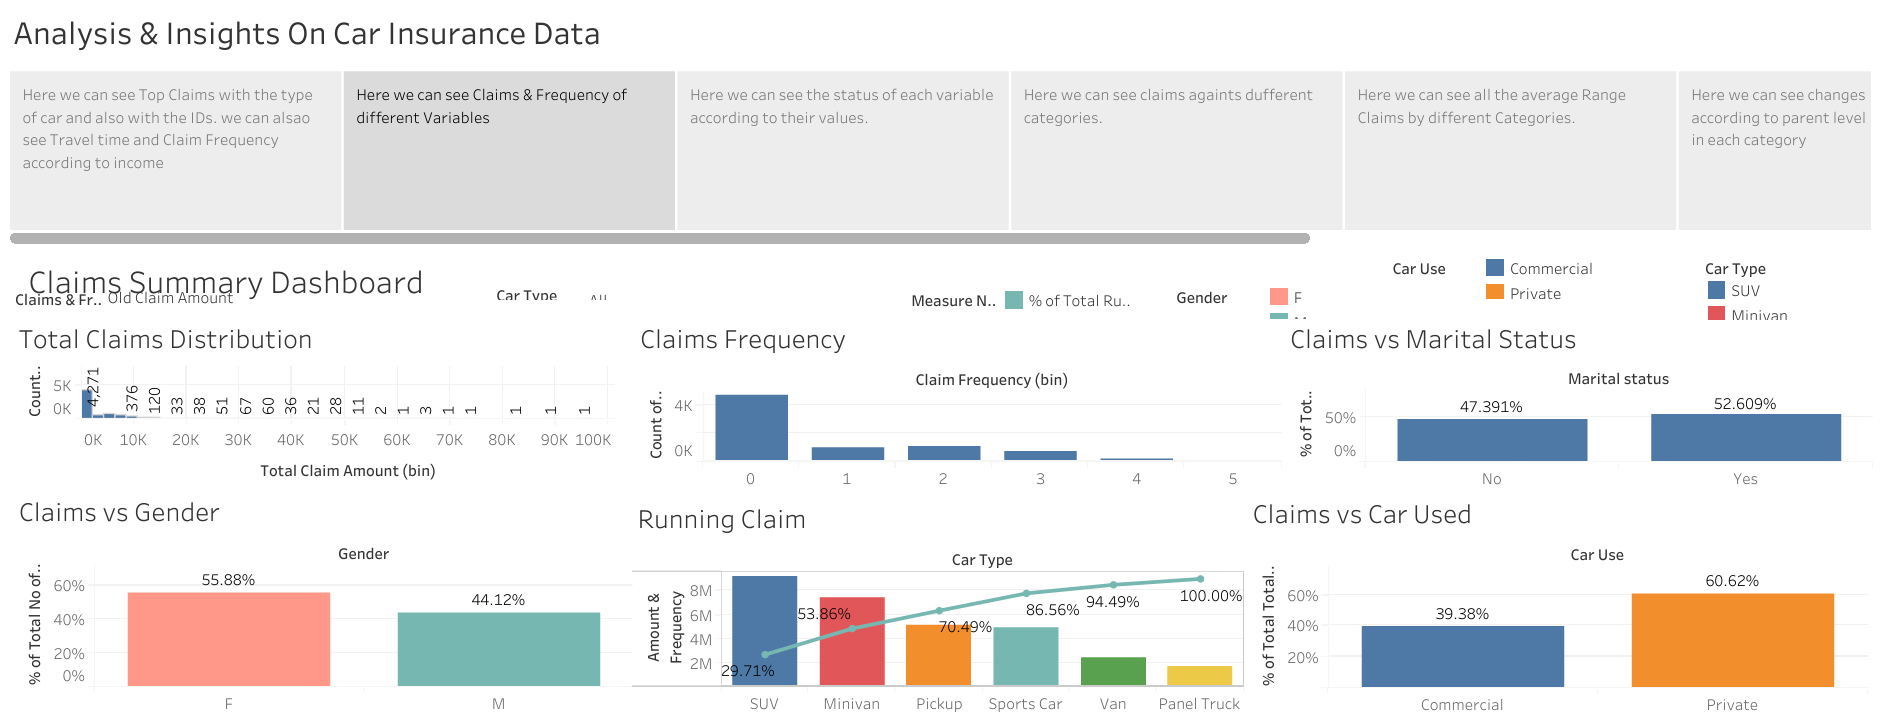 Analysis & Insights On Car Insurance Data
Here we can see Top Claims with the type
of car and also with the IDs. we can alsao
see Travel time and Claim Frequency
according to income
Here we can see Claims & Frequency of
different Variables
Here we can see the status of each variable
according to their values.
Here we can see claims againts dufferent
categories.
Here we can see all the average Range
Claims by different Categories.
Here we can see changes
according to parent level
in each category
Claims Summary Dashboard
Claims & Fr.. Old Claim Amount
Car Type
Measure N.. % of Total Ru..
Gender
F
Car Use
Commercial
Private
Car Type
SUV
Minivan
Total Claims Distribution
Count..
5K
0K
4,271 376 120 33 38 51 67 60 36 21 28 11 2 1 3 1 1 1 1 1
0K 10K 20K 30K 40K 50K 60K 70K 80K 90K 100K
Total Claim Amount (bin)
Claims Frequency
Claim Frequency (bin)
Count of..
4K
0K
0 1 2 3 4 5
Claims vs Marital Status
Marital status
% of Tot..
50%
0%
47.391% 52.609%
No Yes
Claims vs Gender
Gender
% of Total No of..
60%
40%
20%
0%
55.88% 44.12%
F M
Running Claim
Car Type
Amount &
Frequency
8M
6M
4M
2M
29.71% 53.86% 70.49% 86.56% 94.49% 100.00%
SUV Minivan Pickup Sports Car Van Panel Truck
Claims vs Car Used
Car Use
% of Total Total..
60%
40%
20%
39.38% 60.62%
Commercial Private